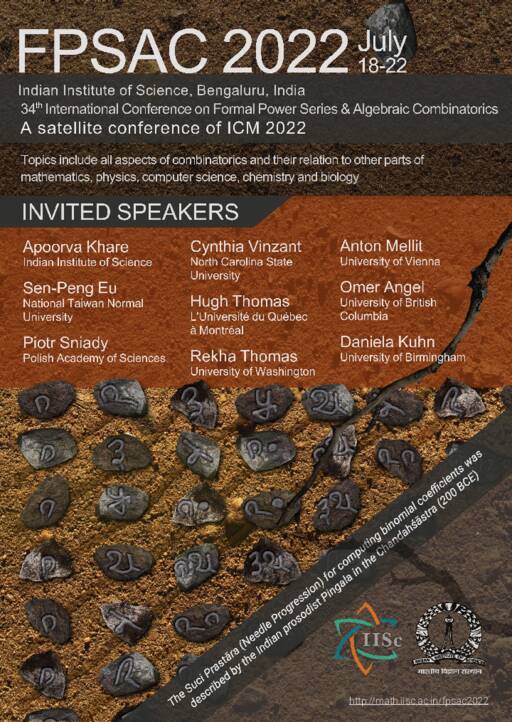 FPSAC 2022 July
18-22
Indian Institute of Science, Bengaluru, India
34th International Conference on Formal Power Series & Algebraic Combinatorics
A satellite conference of ICM 2022
Topics include all aspects of combinatorics and their relation to other parts of
mathematics, physics, computer science, chemistry and biology
INVITED SPEAKERS
Apoorva Khare
Indian Institute of Science
Sen-Peng Eu
National Taiwan Normal
University
Piotr Sniady
Polish Academy of Sciences
Cynthia Vinzant
North Carolina State
University
Hugh Thomas
L'Université du Québec
à Montréal
Rekha Thomas
University of Washington
Anton Mellit
University of Vienna
Omer Angel
University of British
Columbia
Daniela Kuhn
University of Birmingham
The Suci Prastāra (Needle Progression) for computing binomial coefficients was
described by the Indian prosodist Pingala in the Chandahśāstra (200 BCE)
IISc
भारतीय विज्ञान संस्थान
http://math.iisc.ac.in/fpsac2022